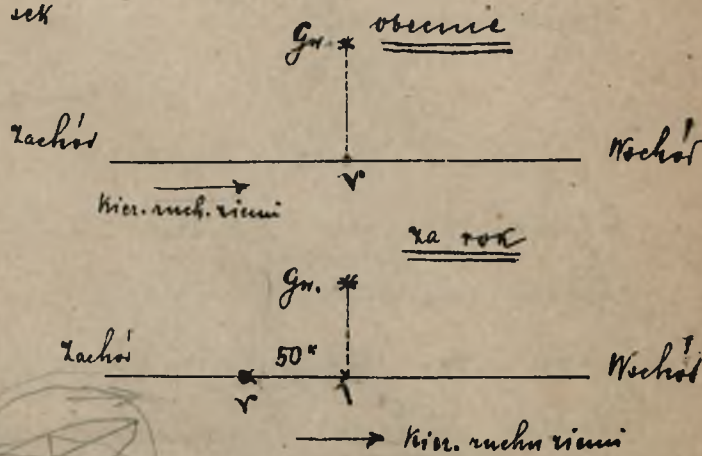 sek
Gw. obecnie
Zachód Wschód
♈
Kier. ruch. ziemi
za rok
Gw.
Zachód 50" Wschód
♈
Kier. ruchu ziemi